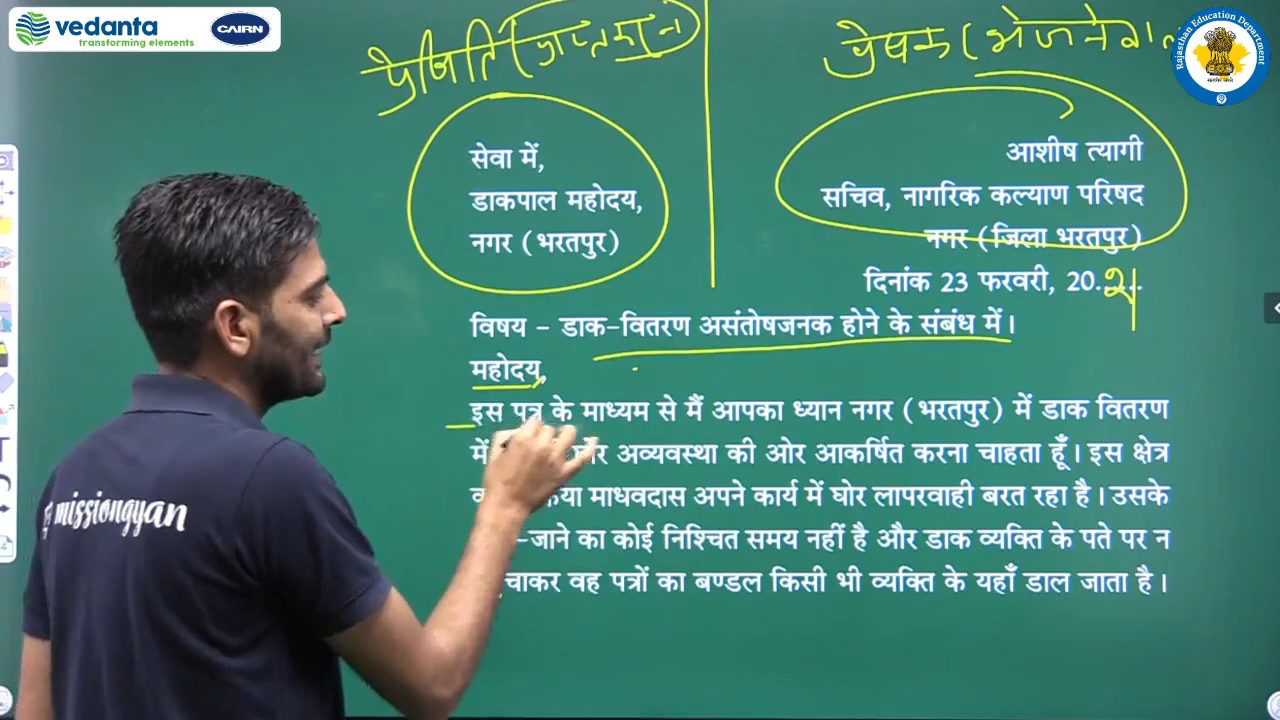 vedanta
transforming elements
CAIRN
Rajasthan Education Department
प्रेषिति (
प्रेषक (भेजने वाल
सेवा में,
डाकपाल महोदय,
नगर (भरतपुर)
आशीष त्यागी
सचिव, नागरिक कल्याण परिषद
नगर (जिला भरतपुर)
दिनांक 23 फरवरी, 20....
विषय – डाक-वितरण असंतोषजनक होने के संबंध में।
महोदय,
इस पत्र के माध्यम से मैं आपका ध्यान नगर (भरतपुर) में डाक वितरण
में अव्यवस्था की ओर आकर्षित करना चाहता हूँ। इस क्षेत्र
माधवदास अपने कार्य में घोर लापरवाही बरत रहा है। उसके
-जाने का कोई निश्चित समय नहीं है और डाक व्यक्ति के पते पर न
चाकर वह पत्रों का बण्डल किसी भी व्यक्ति के यहाँ डाल जाता है।
missiongyan